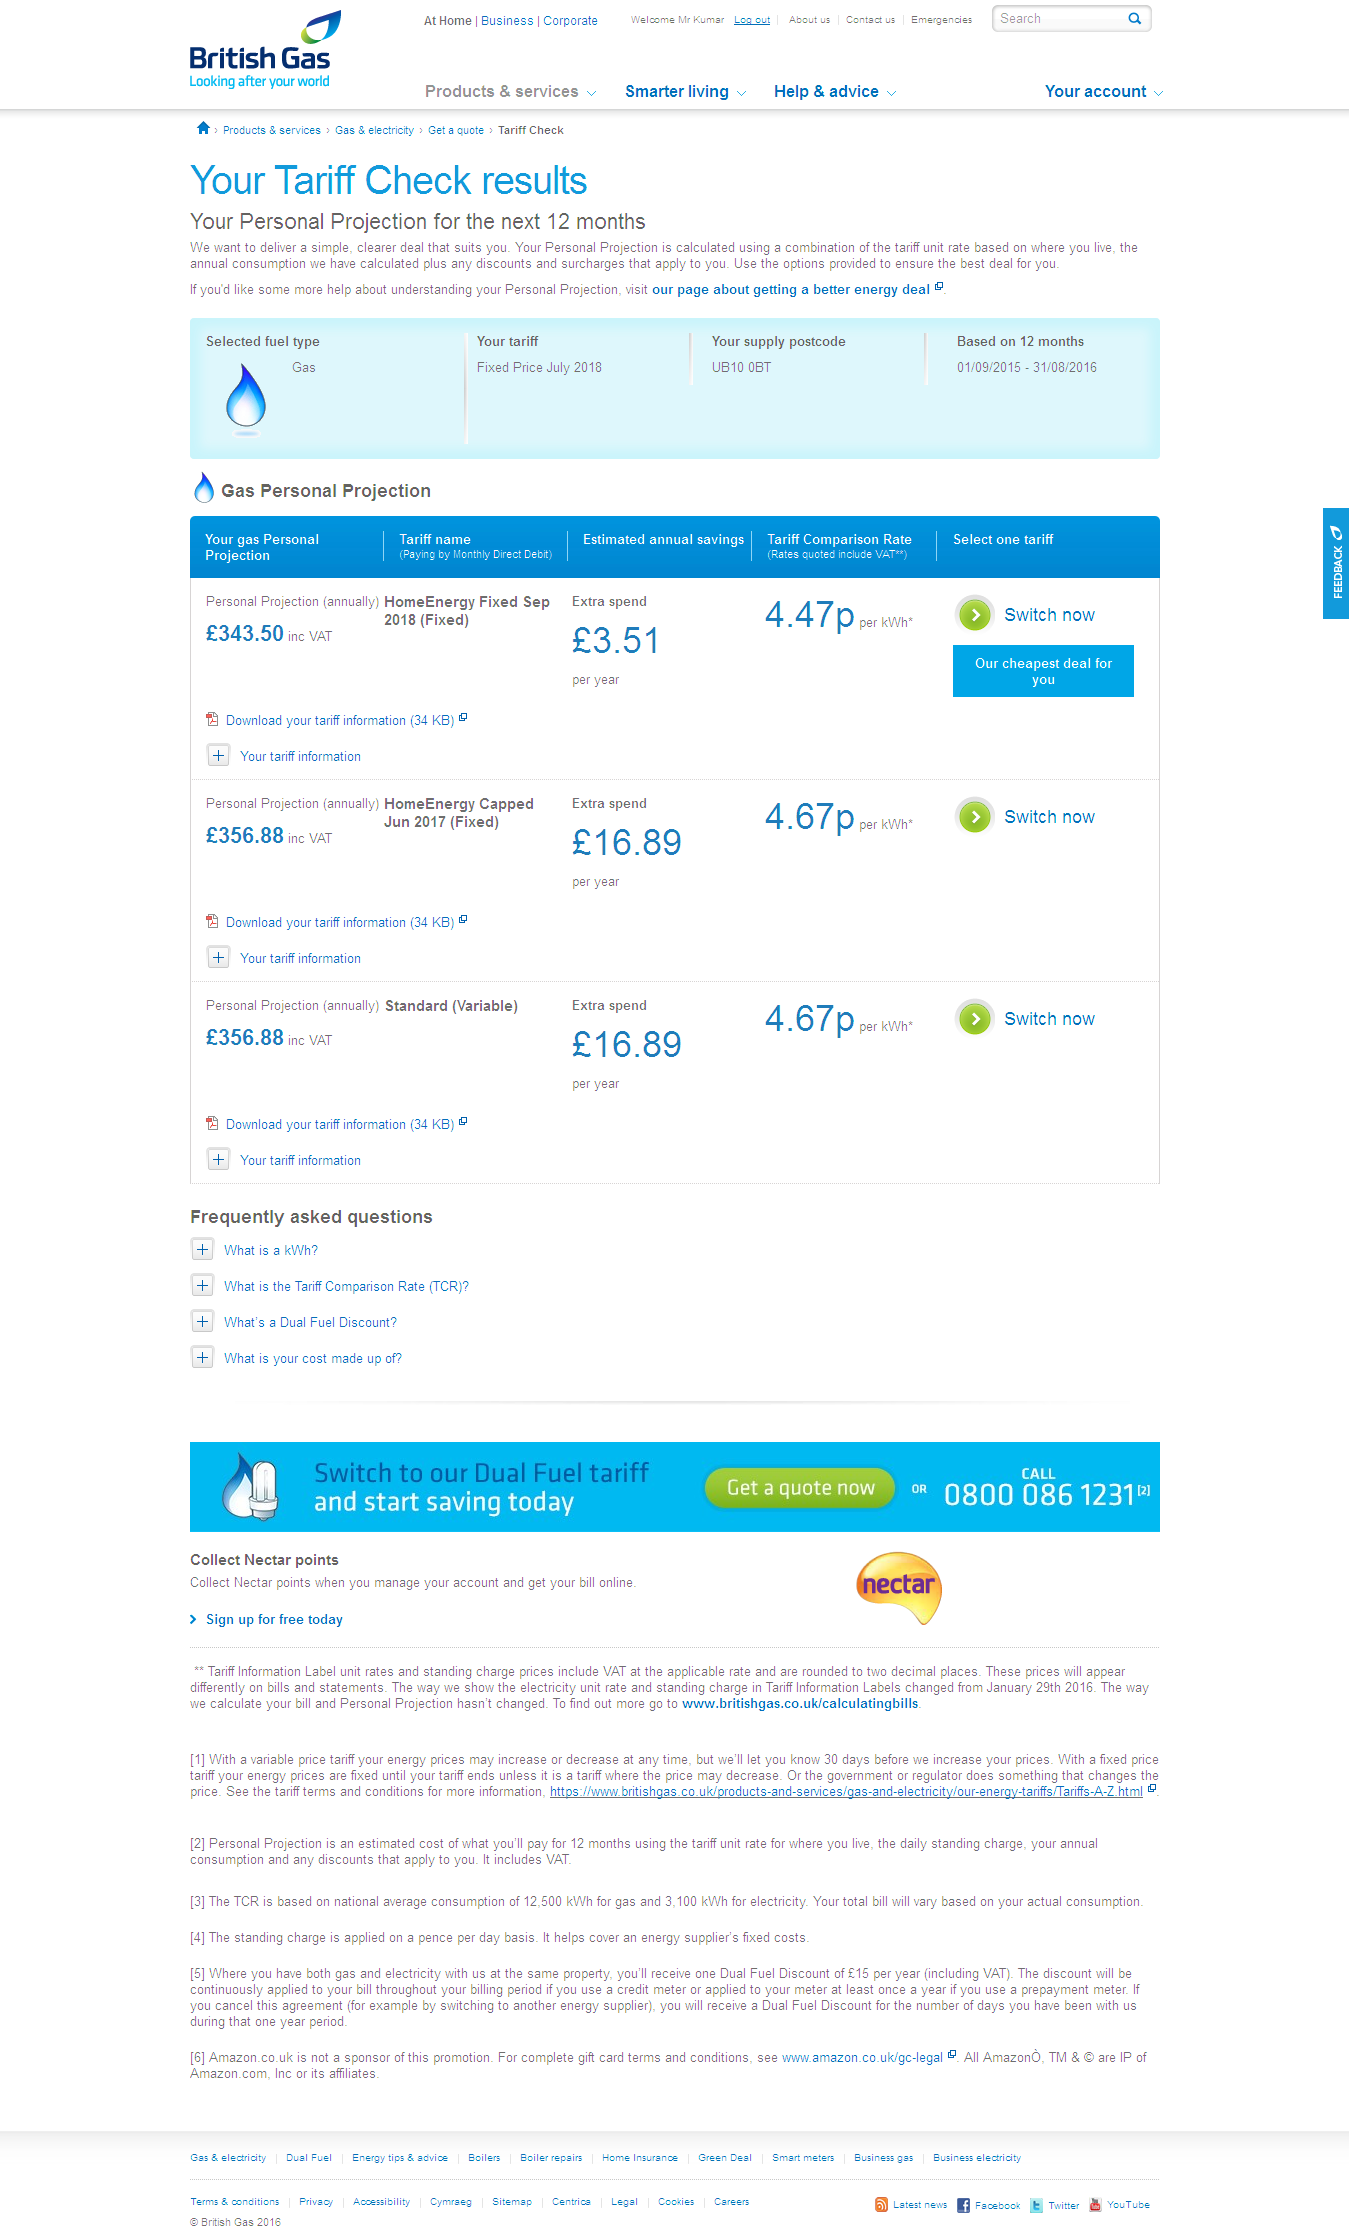 At Home | Business | Corporate
Welcome Mr Kumar Log out About us Contact us Emergencies
Search
British Gas
Looking after your world
Products & services Smarter living Help & advice Your account
› Products & services › Gas & electricity › Get a quote › Tariff Check
Your Tariff Check results
Your Personal Projection for the next 12 months
We want to deliver a simple, clearer deal that suits you. Your Personal Projection is calculated using a combination of the tariff unit rate based on where you live, the
annual consumption we have calculated plus any discounts and surcharges that apply to you. Use the options provided to ensure the best deal for you.
If you'd like some more help about understanding your Personal Projection, visit our page about getting a better energy deal .
Selected fuel type Your tariff Your supply postcode Based on 12 months
Gas Fixed Price July 2018 UB10 0BT 01/09/2015 - 31/08/2016
Gas Personal Projection
FEEDBACK
Your gas Personal Tariff name Estimated annual savings Tariff Comparison Rate Select one tariff
Projection (Paying by Monthly Direct Debit) (Rates quoted include VAT**)
Personal Projection (annually) HomeEnergy Fixed Sep Extra spend
2018 (Fixed)
£343.50 inc VAT £3.51 4.47p per kWh* Switch now
per year
Our cheapest deal for
you
Download your tariff information (34 KB)
Your tariff information
Personal Projection (annually) HomeEnergy Capped Extra spend
Jun 2017 (Fixed)
£356.88 inc VAT £16.89 4.67p per kWh* Switch now
per year
Download your tariff information (34 KB)
Your tariff information
Personal Projection (annually) Standard (Variable) Extra spend
£356.88 inc VAT £16.89 4.67p per kWh* Switch now
per year
Download your tariff information (34 KB)
Your tariff information
Frequently asked questions
What is a kWh?
What is the Tariff Comparison Rate (TCR)?
What's a Dual Fuel Discount?
What is your cost made up of?
Switch to our Dual Fuel tariff
and start saving today
Get a quote now OR CALL
0800 086 1231[2]
Collect Nectar points
Collect Nectar points when you manage your account and get your bill online.
nectar
Sign up for free today
** Tariff Information Label unit rates and standing charge prices include VAT at the applicable rate and are rounded to two decimal places. These prices will appear
differently on bills and statements. The way we show the electricity unit rate and standing charge in Tariff Information Labels changed from January 29th 2016. The way
we calculate your bill and Personal Projection hasn't changed. To find out more go to www.britishgas.co.uk/calculatingbills.
[1] With a variable price tariff your energy prices may increase or decrease at any time, but we'll let you know 30 days before we increase your prices. With a fixed price
tariff your energy prices are fixed until your tariff ends unless it is a tariff where the price may decrease. Or the government or regulator does something that changes the
price. See the tariff terms and conditions for more information, https://www.britishgas.co.uk/products-and-services/gas-and-electricity/our-energy-tariffs/Tariffs-A-Z.html .
[2] Personal Projection is an estimated cost of what you'll pay for 12 months using the tariff unit rate for where you live, the daily standing charge, your annual
consumption and any discounts that apply to you. It includes VAT.
[3] The TCR is based on national average consumption of 12,500 kWh for gas and 3,100 kWh for electricity. Your total bill will vary based on your actual consumption.
[4] The standing charge is applied on a pence per day basis. It helps cover an energy supplier's fixed costs.
[5] Where you have both gas and electricity with us at the same property, you'll receive one Dual Fuel Discount of £15 per year (including VAT). The discount will be
continuously applied to your bill throughout your billing period if you use a credit meter or applied to your meter at least once a year if you use a prepayment meter. If
you cancel this agreement (for example by switching to another energy supplier), you will receive a Dual Fuel Discount for the number of days you have been with us
during that one year period.
[6] Amazon.co.uk is not a sponsor of this promotion. For complete gift card terms and conditions, see www.amazon.co.uk/gc-legal . All AmazonÒ, TM & © are IP of
Amazon.com, Inc or its affiliates.
Gas & electricity Dual Fuel Energy tips & advice Boilers Boiler repairs Home Insurance Green Deal Smart meters Business gas Business electricity
Terms & conditions Privacy Accessibility Cymraeg Sitemap Centrica Legal Cookies Careers
Latest news Facebook Twitter YouTube
© British Gas 2016